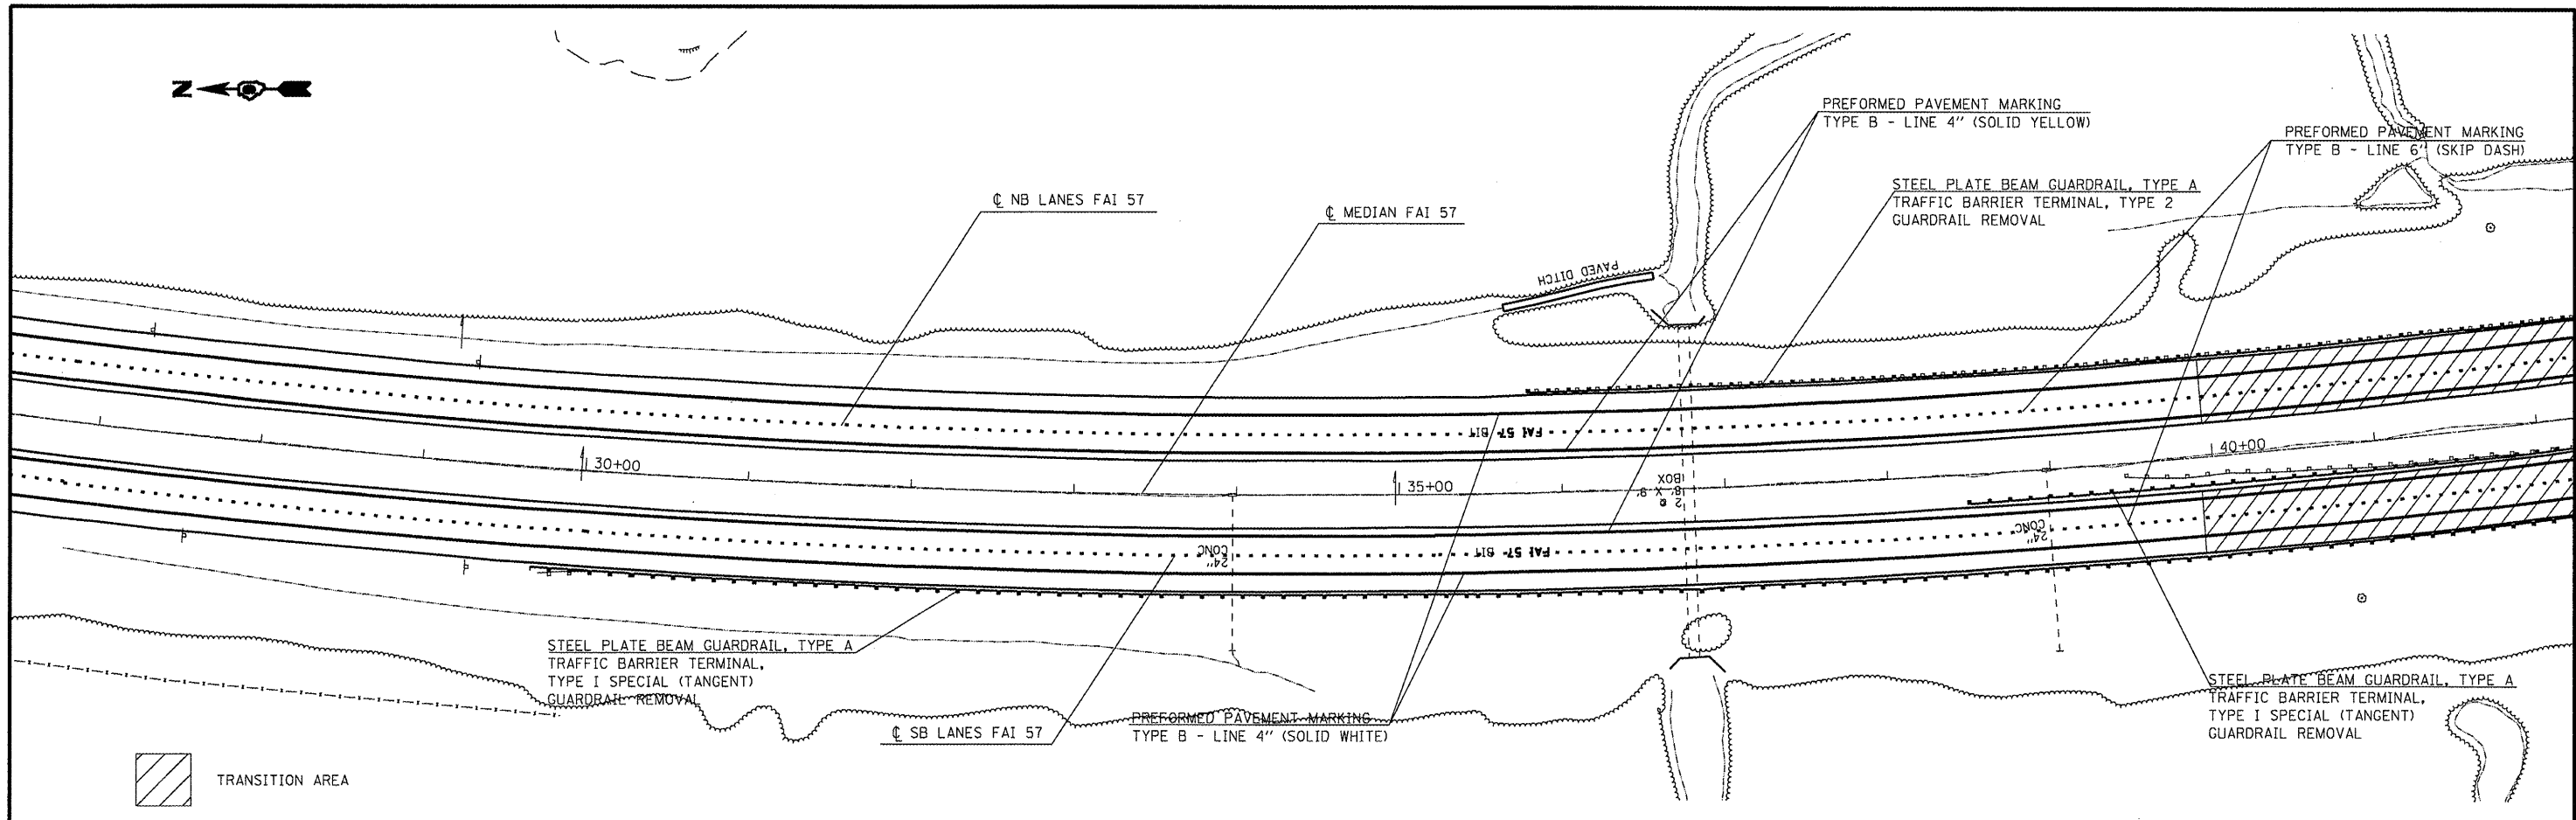 N
PREFORMED PAVEMENT MARKING
TYPE B - LINE 4" (SOLID YELLOW)
PREFORMED PAVEMENT MARKING
TYPE B - LINE 6" (SKIP DASH)
STEEL PLATE BEAM GUARDRAIL, TYPE A
TRAFFIC BARRIER TERMINAL, TYPE 2
GUARDRAIL REMOVAL
℄ NB LANES FAI 57
℄ MEDIAN FAI 57
PAVED DITCH
FAI 57- BIT
40+00
30+00
35+00
2 @
8' X 9'
BOX
24"
CONC
FAI 57- BIT
24"
CONC
STEEL PLATE BEAM GUARDRAIL, TYPE A
TRAFFIC BARRIER TERMINAL,
TYPE I SPECIAL (TANGENT)
GUARDRAIL REMOVAL
℄ SB LANES FAI 57
PREFORMED PAVEMENT MARKING
TYPE B - LINE 4" (SOLID WHITE)
STEEL PLATE BEAM GUARDRAIL, TYPE A
TRAFFIC BARRIER TERMINAL,
TYPE I SPECIAL (TANGENT)
GUARDRAIL REMOVAL
TRANSITION AREA